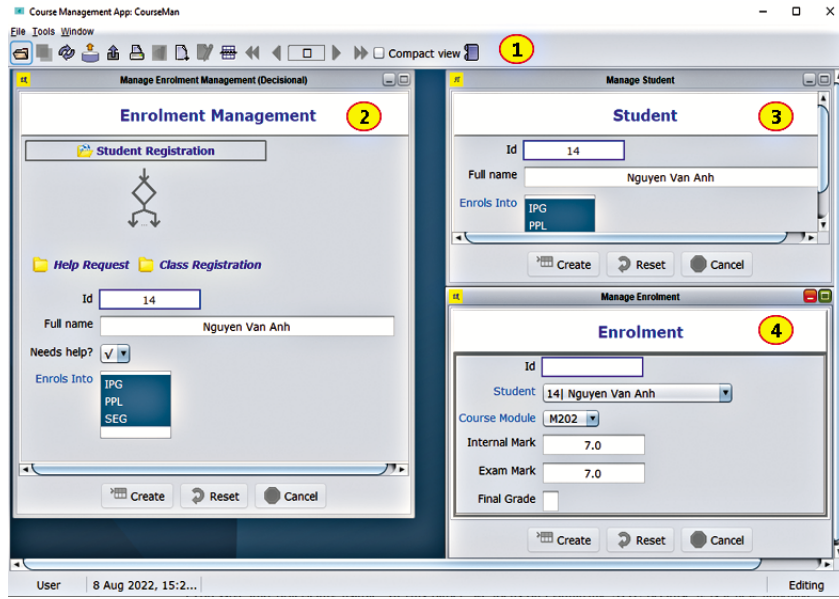 Course Management App: CourseMan
File Tools Window
Compact view
1
Manage Enrolment Management (Decisional)
Enrolment Management
2
Student Registration
Help Request Class Registration
Id 14
Full name Nguyen Van Anh
Needs help? √
Enrols Into IPG
PPL
SEG
Create Reset Cancel
Manage Student
Student
3
Id 14
Full name Nguyen Van Anh
Enrols Into IPG
PPL
Create Reset Cancel
Manage Enrolment
Enrolment
4
Id
Student 14| Nguyen Van Anh
Course Module M202
Internal Mark 7.0
Exam Mark 7.0
Final Grade
Create Reset Cancel
User 8 Aug 2022, 15:2... Editing